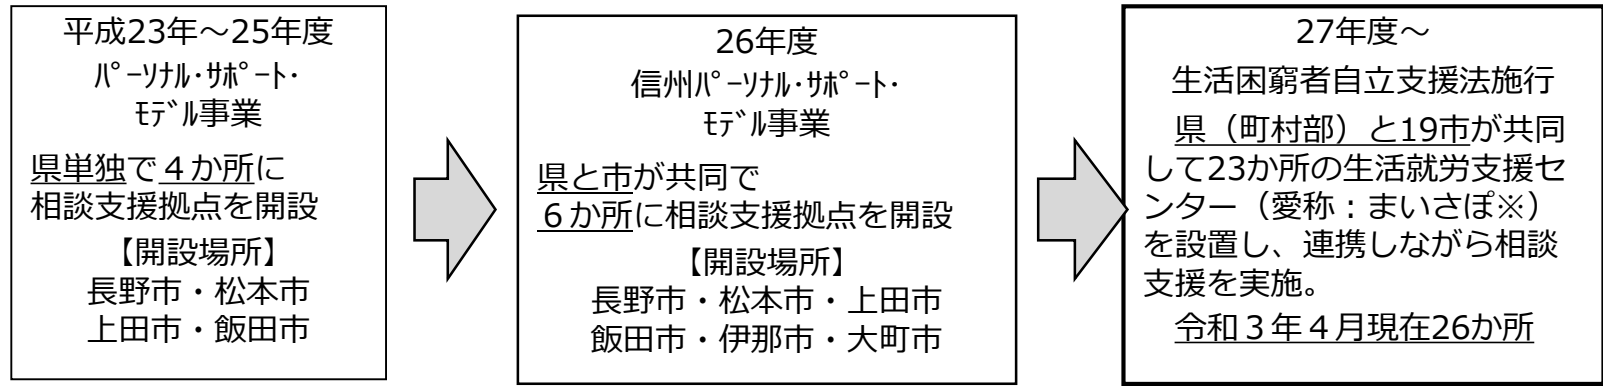 平成23年～25年度
ﾊﾟｰｿﾅﾙ･ｻﾎﾟｰﾄ･
ﾓﾃﾞﾙ事業
県単独で４か所に
相談支援拠点を開設
【開設場所】
長野市・松本市
上田市・飯田市
26年度
信州ﾊﾟｰｿﾅﾙ･ｻﾎﾟｰﾄ･
ﾓﾃﾞﾙ事業
県と市が共同で
６か所に相談支援拠点を開設
【開設場所】
長野市・松本市・上田市
飯田市・伊那市・大町市
27年度～
生活困窮者自立支援法施行
県（町村部）と19市が共同
して23か所の生活就労支援セ
ンター（愛称：まいさぽ※）
を設置し、連携しながら相談
支援を実施。
令和３年４月現在26か所